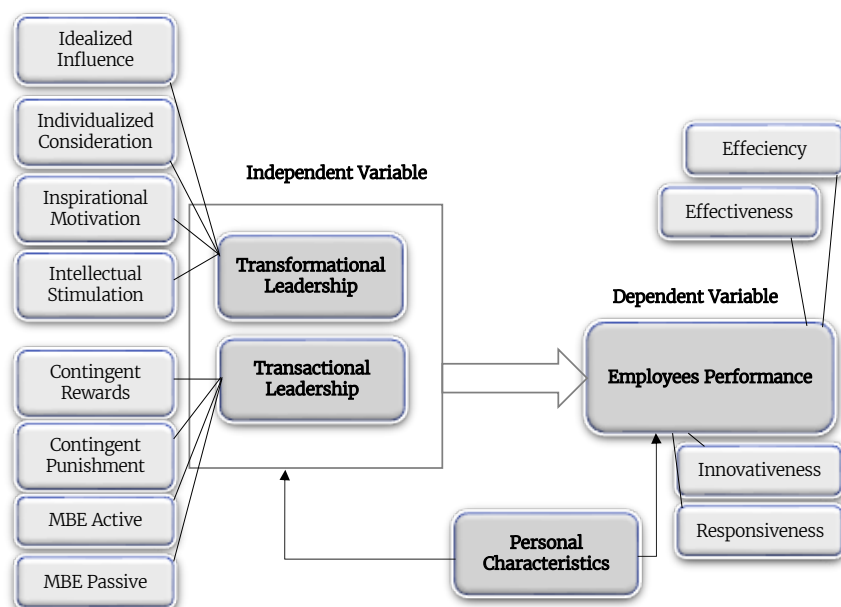 Idealized
Influence
Individualized
Consideration
Inspirational
Motivation
Intellectual
Stimulation
Contingent
Rewards
Contingent
Punishment
MBE Active
MBE Passive
Independent Variable
Transformational
Leadership
Transactional
Leadership
Personal
Characteristics
Effeciency
Effectiveness
Dependent Variable
Employees Performance
Innovativeness
Responsiveness